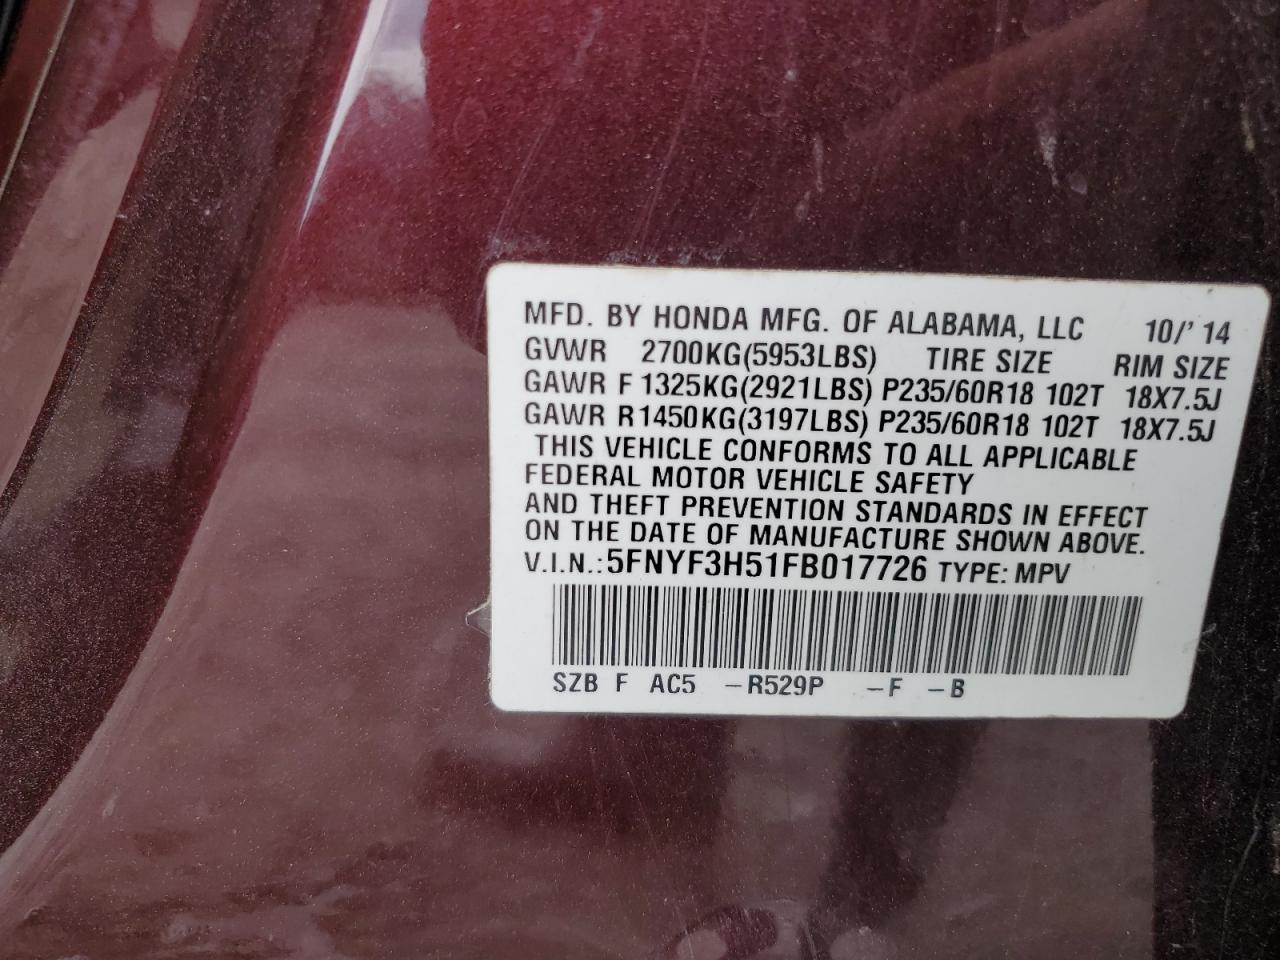 MFD. BY HONDA MFG. OF ALABAMA, LLC 10/' 14
GVWR 2700KG(5953LBS) TIRE SIZE RIM SIZE
GAWR F 1325KG(2921LBS) P235/60R18 102T 18X7.5J
GAWR R1450KG(3197LBS) P235/60R18 102T 18X7.5J
THIS VEHICLE CONFORMS TO ALL APPLICABLE
FEDERAL MOTOR VEHICLE SAFETY
AND THEFT PREVENTION STANDARDS IN EFFECT
ON THE DATE OF MANUFACTURE SHOWN ABOVE.
V.I.N.: 5FNYF3H51FB017726 TYPE: MPV
SZB F AC5 -R529P -F -B